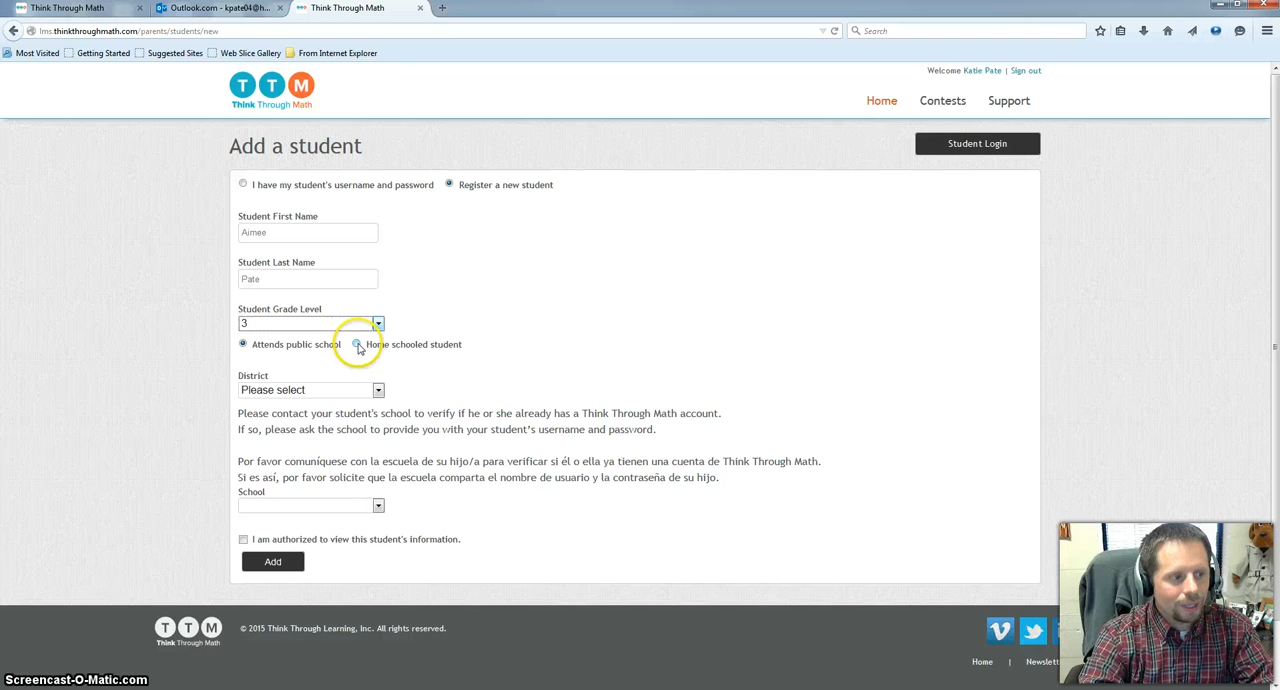 Think Through Math
Outlook.com - kpate04@h...
Think Through Math
lms.thinkthroughmath.com/parents/students/new
Search
Most Visited
Getting Started
Suggested Sites
Web Slice Gallery
From Internet Explorer
Welcome Katie Pate | Sign out
T T M
Think Through Math
Home
Contests
Support
Add a student
Student Login
I have my student's username and password
Register a new student
Student First Name
Aimee
Student Last Name
Pate
Student Grade Level
3
Attends public school
Home schooled student
District
Please select
Please contact your student's school to verify if he or she already has a Think Through Math account.
If so, please ask the school to provide you with your student's username and password.
Por favor comuníquese con la escuela de su hijo/a para verificar si él o ella ya tienen una cuenta de Think Through Math.
Si es así, por favor solicite que la escuela comparta el nombre de usuario y la contraseña de su hijo.
School
I am authorized to view this student's information.
Add
T T M
Think Through Math
© 2015 Think Through Learning, Inc. All rights reserved.
Home | Newslett
Screencast-O-Matic.com